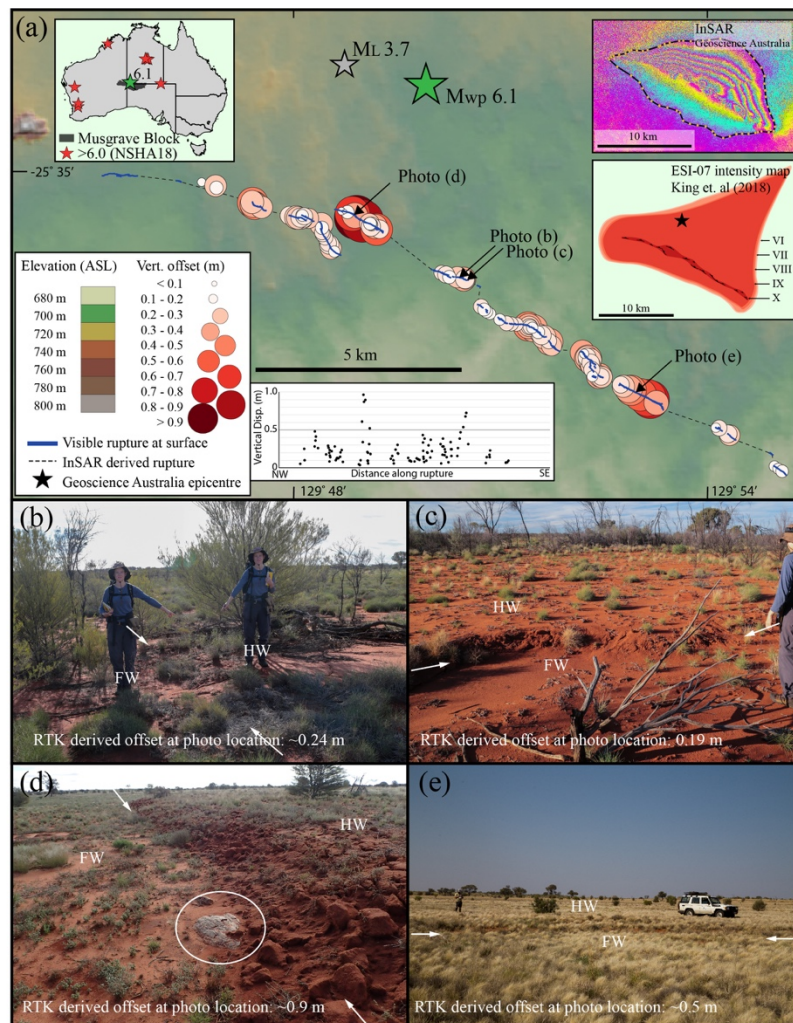 (a)
ML 3.7
Mwp 6.1
6.1
Musgrave Block
>6.0 (NSHA18)
InSAR
Geoscience Australia
10 km
-25° 35'
Photo (d)
Photo (b)
Photo (c)
ESI-07 intensity map
King et. al (2018)
VI
VII
VIII
IX
X
10 km
Elevation (ASL)
680 m
700 m
720 m
740 m
760 m
780 m
800 m
Vert. offset (m)
< 0.1
0.1 - 0.2
0.2 - 0.3
0.3 - 0.4
0.4 - 0.5
0.5 - 0.6
0.6 - 0.7
0.7 - 0.8
0.8 - 0.9
> 0.9
5 km
Photo (e)
Visible rupture at surface
InSAR derived rupture
Geoscience Australia epicentre
Vertical Disp. (m)
1.0
0.5
0
NW
Distance along rupture
SE
129° 48'
129° 54'
(b)
HW
FW
RTK derived offset at photo location: ~0.24 m
(c)
HW
FW
RTK derived offset at photo location: 0.19 m
(d)
HW
FW
RTK derived offset at photo location: ~0.9 m
(e)
HW
FW
RTK derived offset at photo location: ~0.5 m